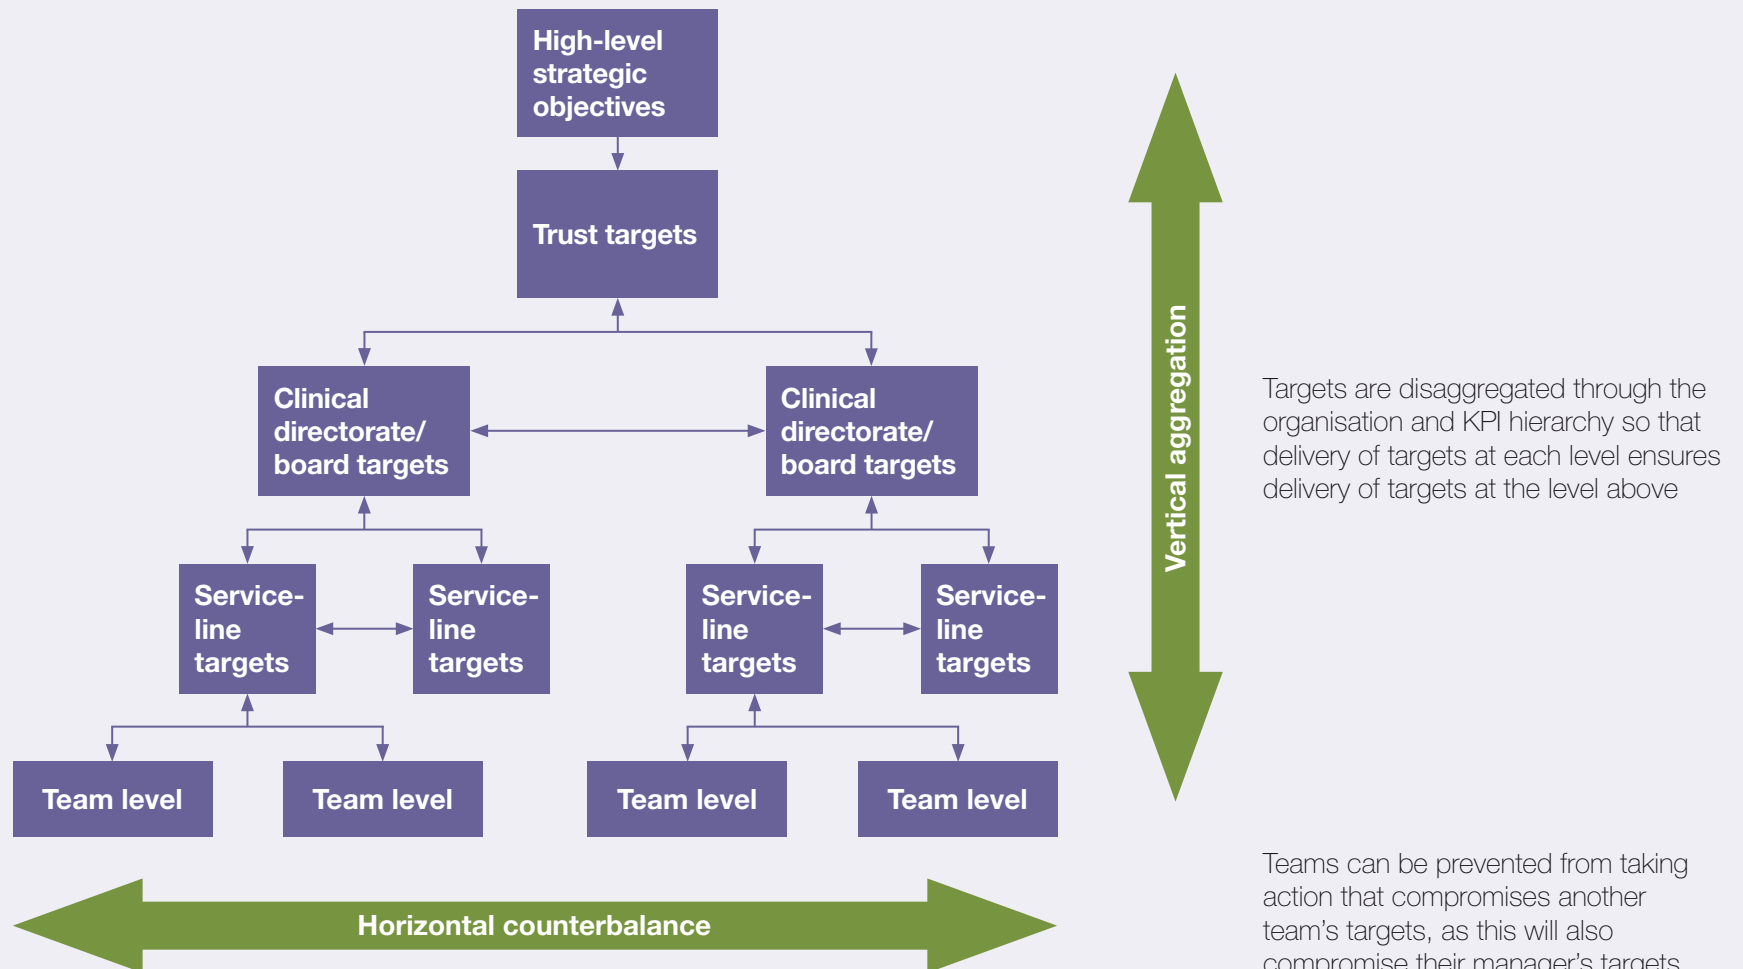 High-level
strategic
objectives
Trust targets
Clinical
directorate/
board targets
Clinical
directorate/
board targets
Service-
line
targets
Service-
line
targets
Service-
line
targets
Service-
line
targets
Team level
Team level
Team level
Team level
Horizontal counterbalance
Vertical aggregation
Targets are disaggregated through the
organisation and KPI hierarchy so that
delivery of targets at each level ensures
delivery of targets at the level above
Teams can be prevented from taking
action that compromises another
team's targets, as this will also
compromise their manager's targets